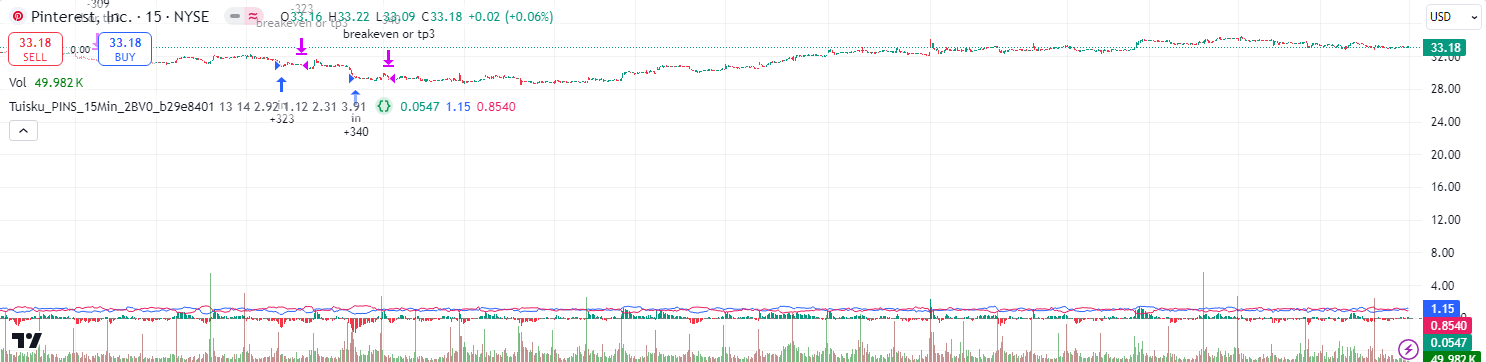 -309
Pinterest, Inc. · 15 · NYSE
O33.16 H33.22 L33.09 C33.18 +0.02 (+0.06%)
-323
breakeven or tp3
-340
breakeven or tp3
USD
33.18
SELL
0.00
33.18
BUY
33.18
32.00
Vol 49.982 K
28.00
Tuisku_PINS_15Min_2BV0_b29e8401 13 14 2.92 1.12 2.31 3.91 {} 0.0547 1.15 0.8540
in
+323
in
+340
24.00
20.00
16.00
12.00
8.00
4.00
1.15
0.8540
0.0547
49.982 K